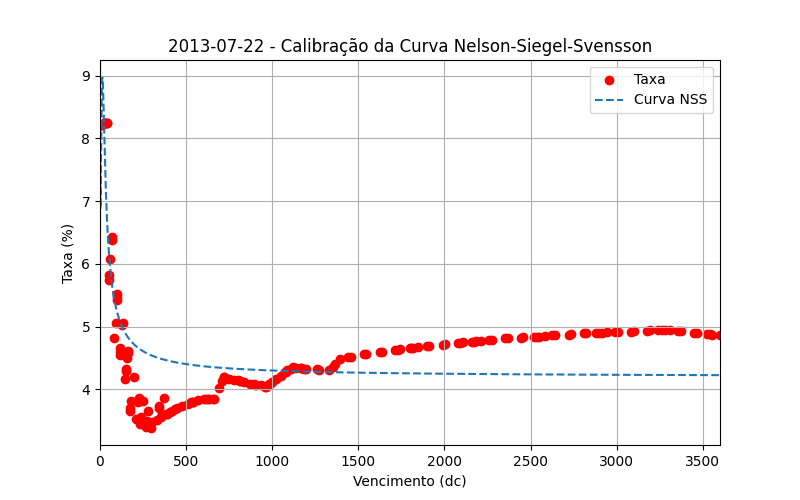 2013-07-22 - Calibração da Curva Nelson-Siegel-Svensson
Taxa
Curva NSS
Taxa (%)
9
8
7
6
5
4
0 500 1000 1500 2000 2500 3000 3500
Vencimento (dc)